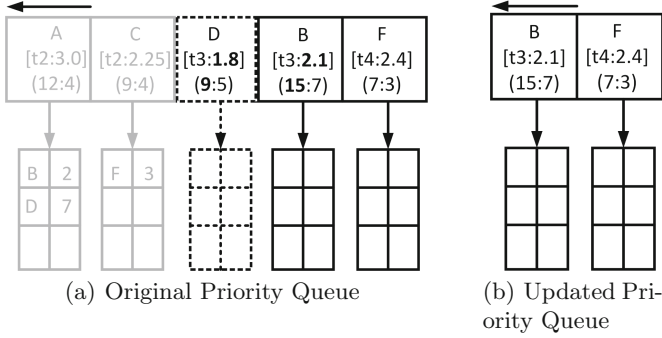 A C D B F
[t2:3.0] [t2:2.25] [t3:1.8] [t3:2.1] [t4:2.4]
(12:4) (9:4) (9:5) (15:7) (7:3)
B 2 F 3
D 7
(a) Original Priority Queue
B F
[t3:2.1] [t4:2.4]
(15:7) (7:3)
(b) Updated Pri-
ority Queue